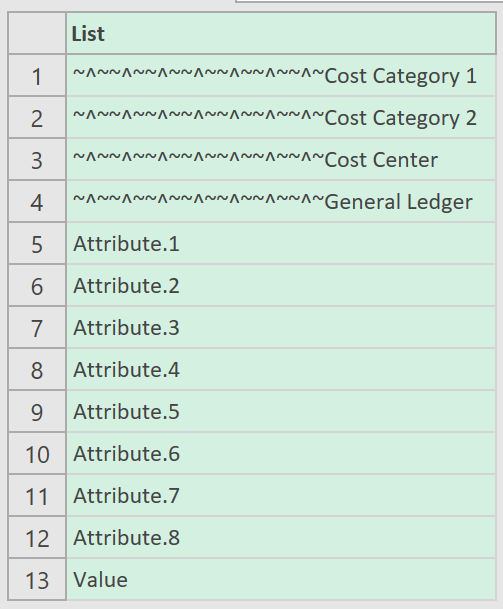 List
1 ~^~~^~~^~~^~~^~~^~~^~Cost Category 1
2 ~^~~^~~^~~^~~^~~^~~^~Cost Category 2
3 ~^~~^~~^~~^~~^~~^~~^~Cost Center
4 ~^~~^~~^~~^~~^~~^~~^~General Ledger
5 Attribute.1
6 Attribute.2
7 Attribute.3
8 Attribute.4
9 Attribute.5
10 Attribute.6
11 Attribute.7
12 Attribute.8
13 Value